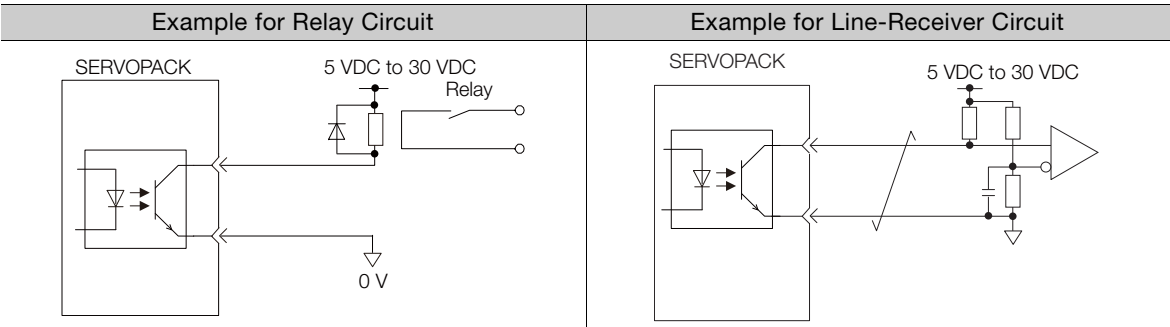 Example for Relay Circuit
Example for Line-Receiver Circuit
SERVOPACK
5 VDC to 30 VDC
Relay
0 V
SERVOPACK
5 VDC to 30 VDC